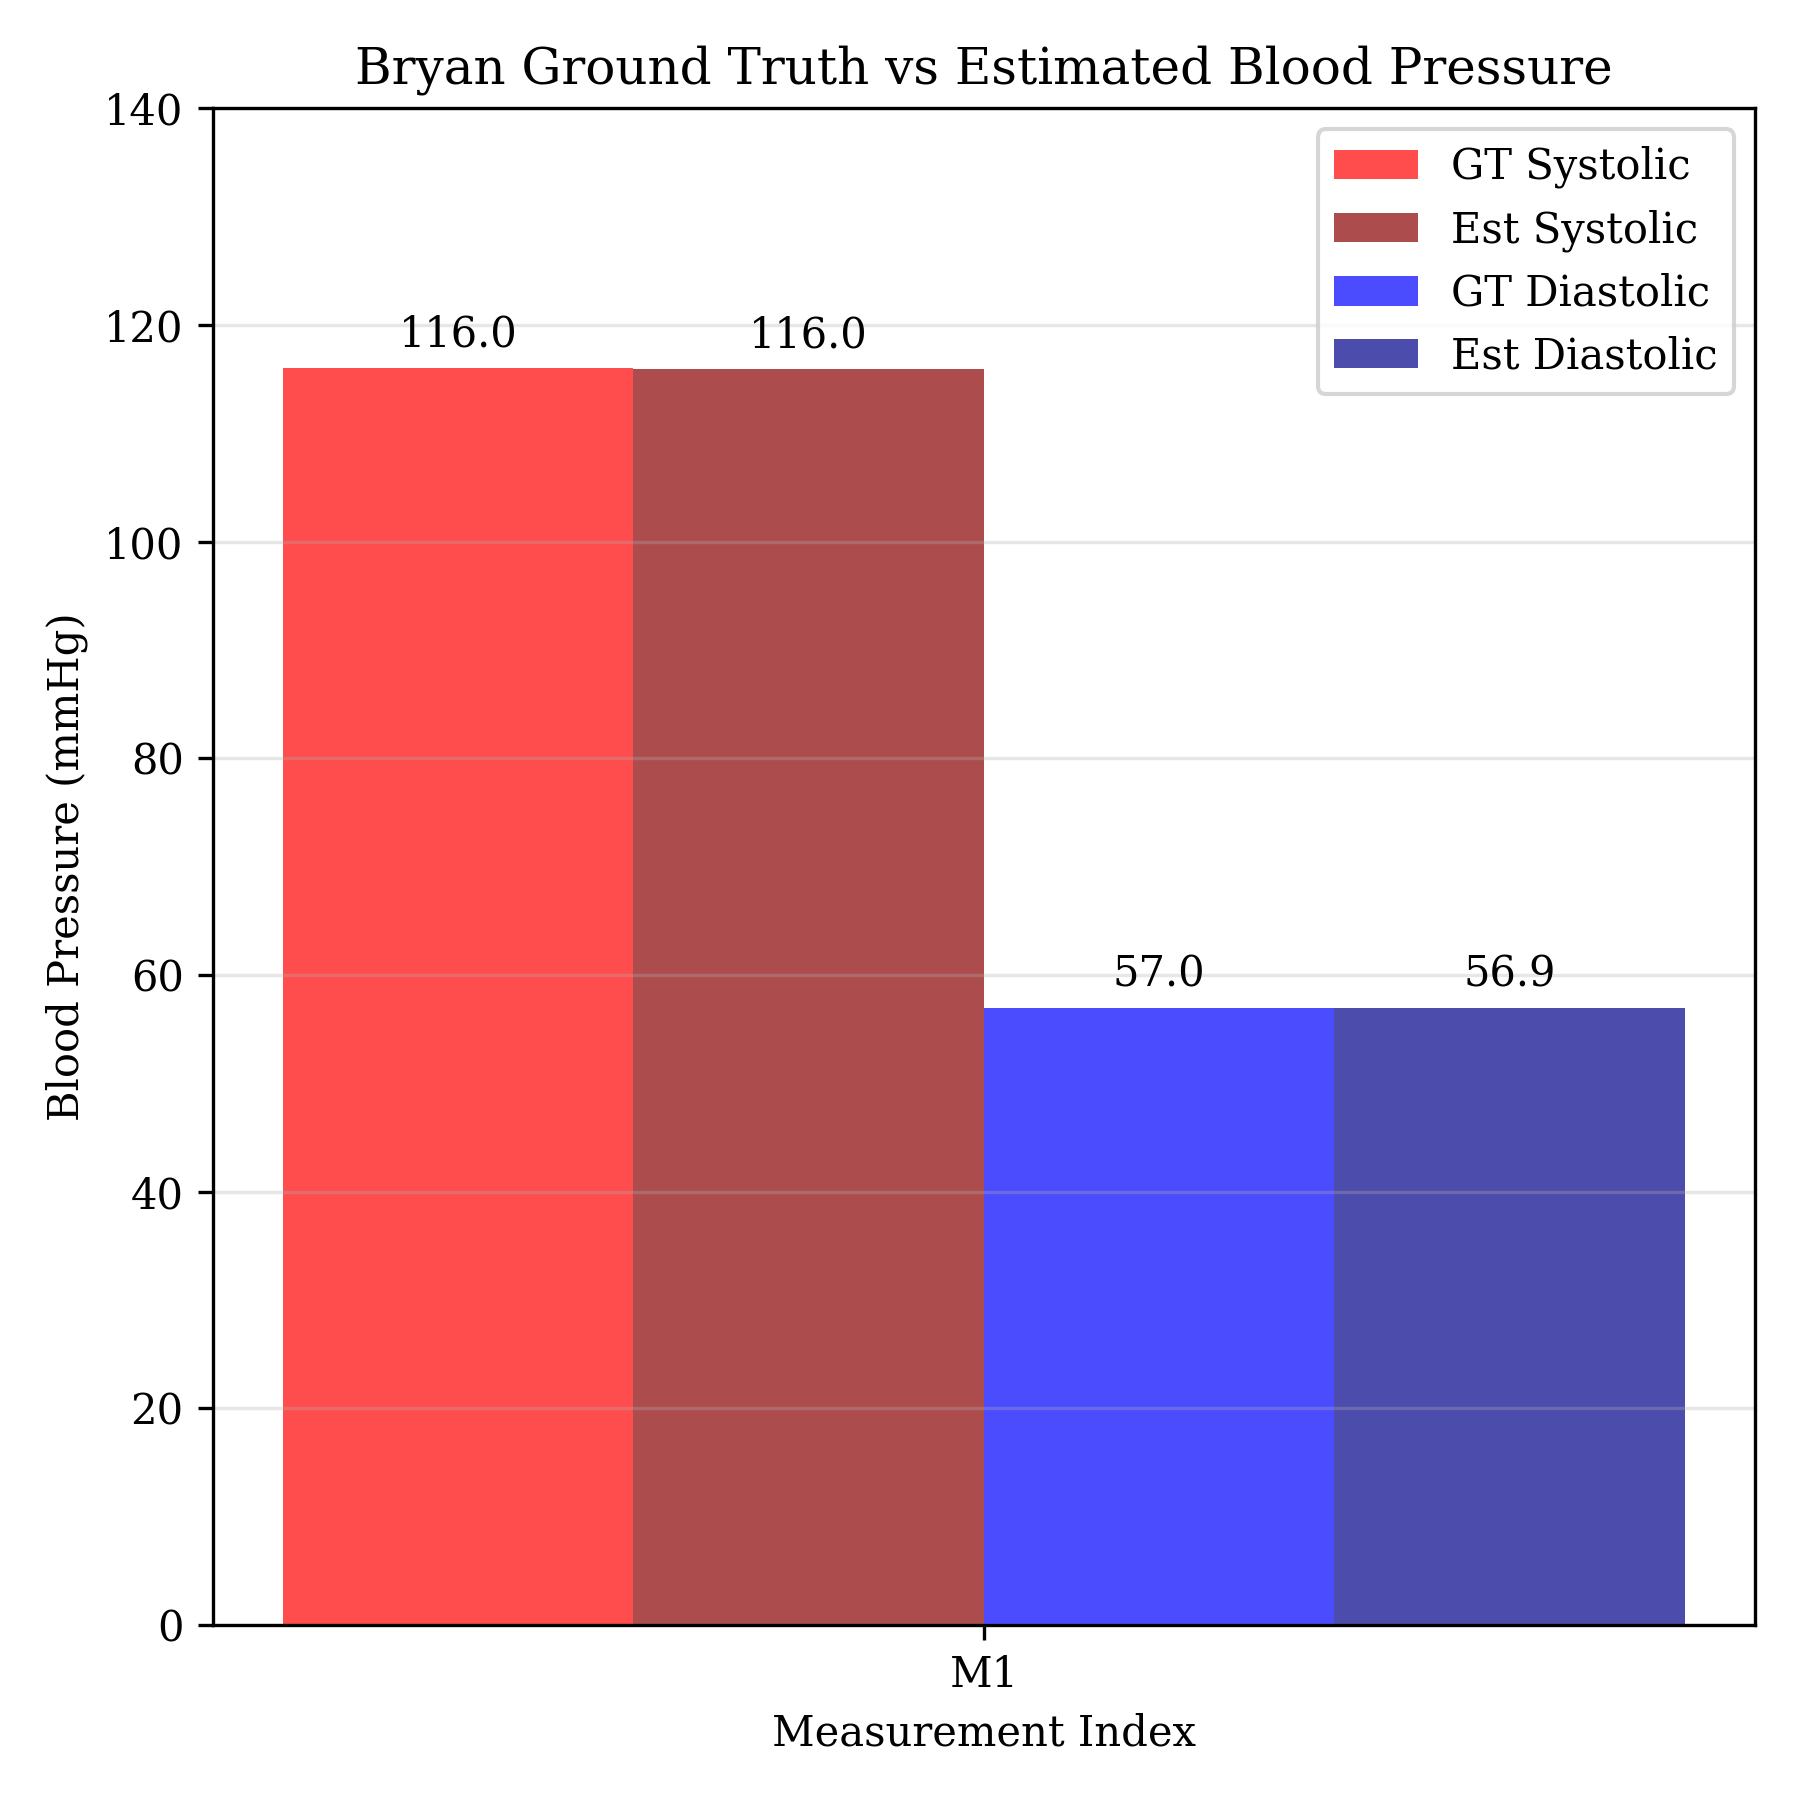 Bryan Ground Truth vs Estimated Blood Pressure
140
120
100
80
60
40
20
0
Blood Pressure (mmHg)
GT Systolic
Est Systolic
GT Diastolic
Est Diastolic
116.0
116.0
57.0
56.9
M1
Measurement Index